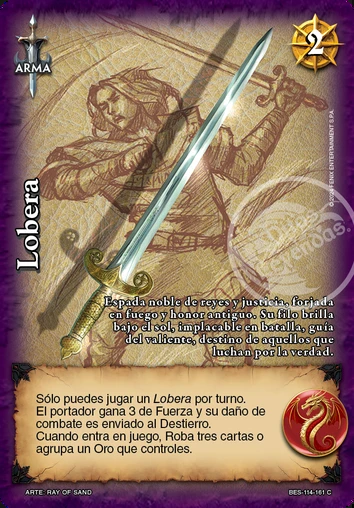 ARMA
2
Lobera
Espada noble de reyes y justicia, forjada
en fuego y honor antiguo. Su filo brilla
bajo el sol, implacable en batalla, guía
del valiente, destino de aquellos que
luchan por la verdad.
Sólo puedes jugar un Lobera por turno.
El portador gana 3 de Fuerza y su daño de
combate es enviado al Destierro.
Cuando entra en juego, Roba tres cartas o
agrupa un Oro que controles.
ARTE: RAY OF SAND
BES-114-161 C